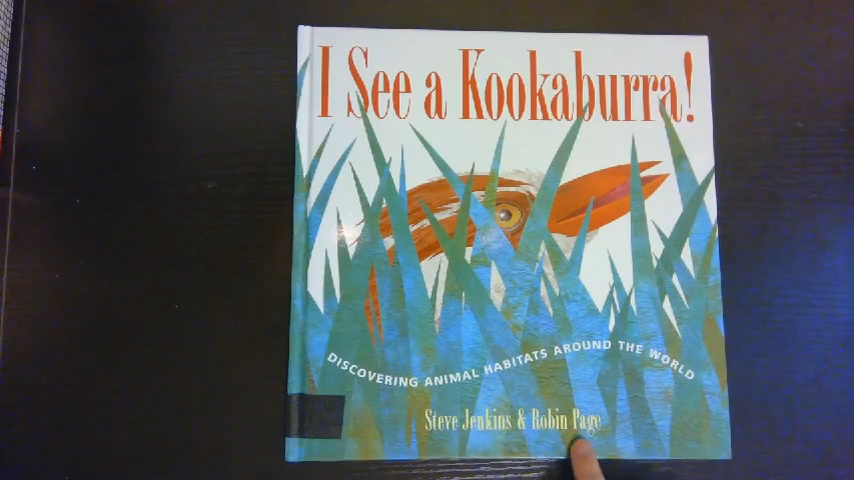 I See a Kookaburra!
DISCOVERING ANIMAL HABITATS AROUND THE WORLD
Steve Jenkins & Robin Page